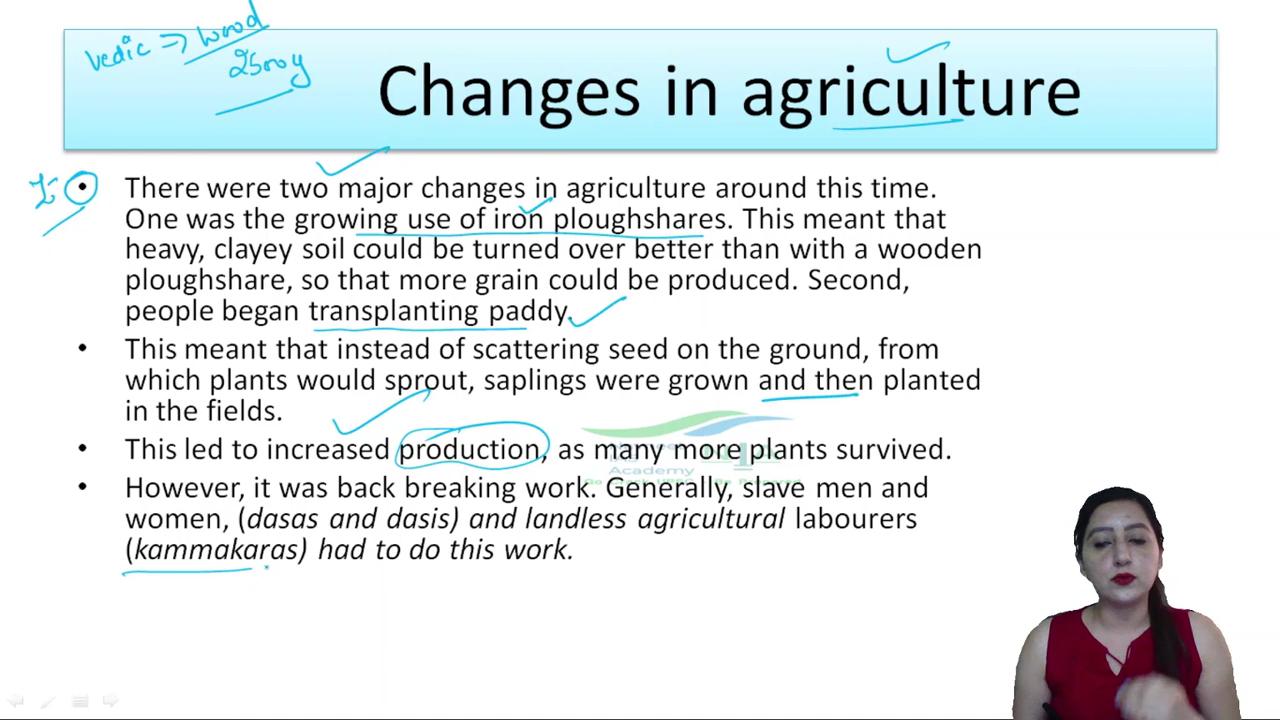 vedic => wood
2500y
Changes in agriculture
• There were two major changes in agriculture around this time.
One was the growing use of iron ploughshares. This meant that
heavy, clayey soil could be turned over better than with a wooden
ploughshare, so that more grain could be produced. Second,
people began transplanting paddy.
• This meant that instead of scattering seed on the ground, from
which plants would sprout, saplings were grown and then planted
in the fields.
• This led to increased production, as many more plants survived.
• However, it was back breaking work. Generally, slave men and
women, (dasas and dasis) and landless agricultural labourers
(kammakaras) had to do this work.
Academy